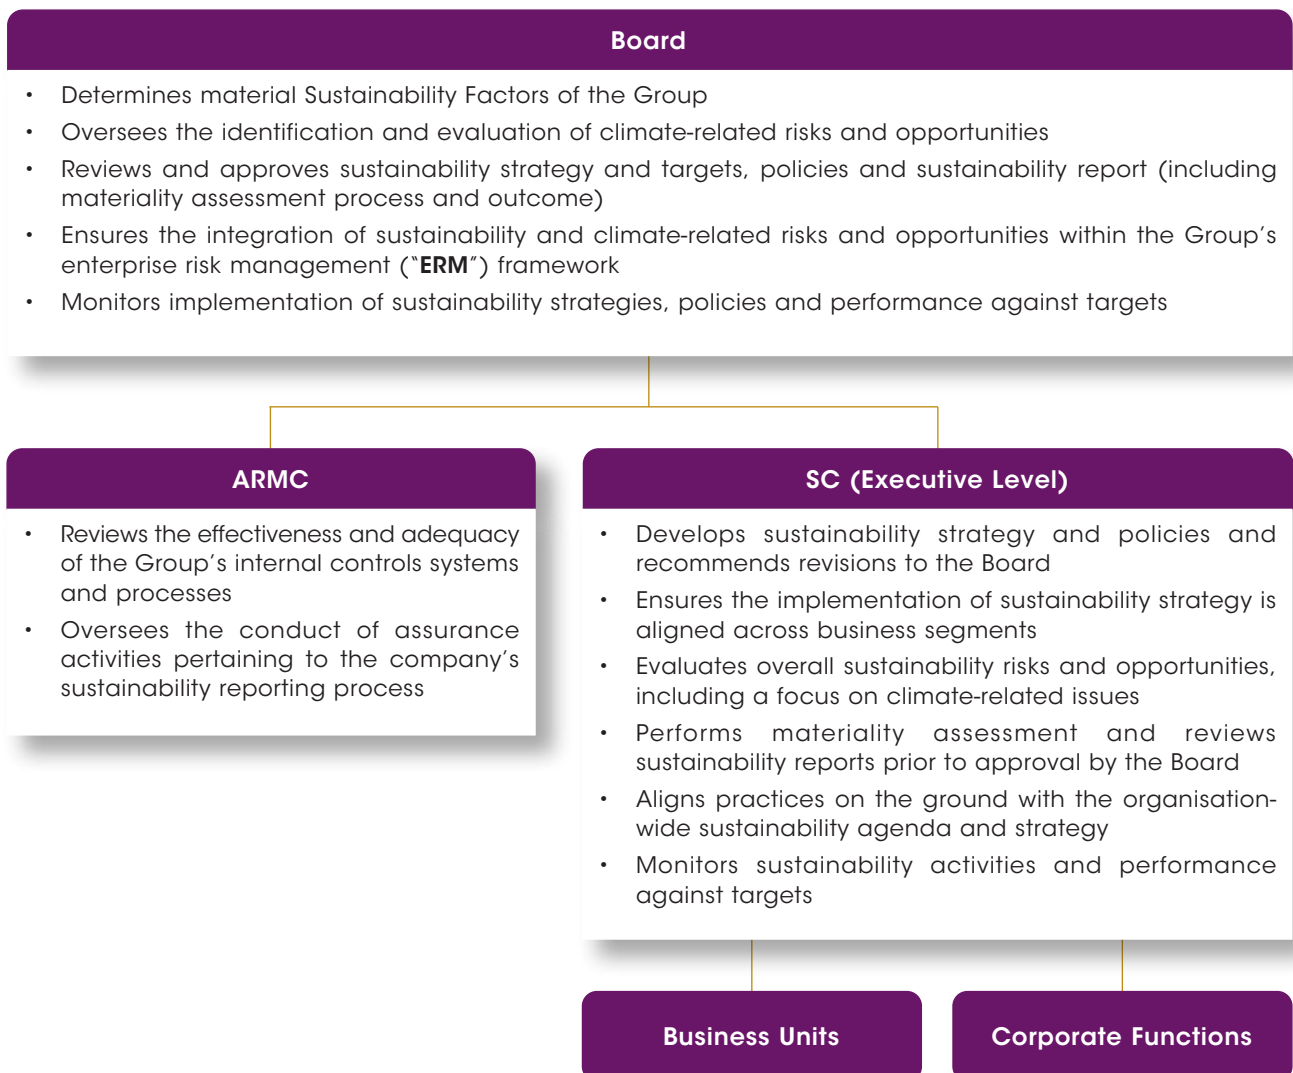 Board
• Determines material Sustainability Factors of the Group
• Oversees the identification and evaluation of climate-related risks and opportunities
• Reviews and approves sustainability strategy and targets, policies and sustainability report (including
materiality assessment process and outcome)
• Ensures the integration of sustainability and climate-related risks and opportunities within the Group's
enterprise risk management ("ERM") framework
• Monitors implementation of sustainability strategies, policies and performance against targets
ARMC
• Reviews the effectiveness and adequacy
of the Group's internal controls systems
and processes
• Oversees the conduct of assurance
activities pertaining to the company's
sustainability reporting process
SC (Executive Level)
• Develops sustainability strategy and policies and
recommends revisions to the Board
• Ensures the implementation of sustainability strategy is
aligned across business segments
• Evaluates overall sustainability risks and opportunities,
including a focus on climate-related issues
• Performs materiality assessment and reviews
sustainability reports prior to approval by the Board
• Aligns practices on the ground with the organisation-
wide sustainability agenda and strategy
• Monitors sustainability activities and performance
against targets
Business Units
Corporate Functions